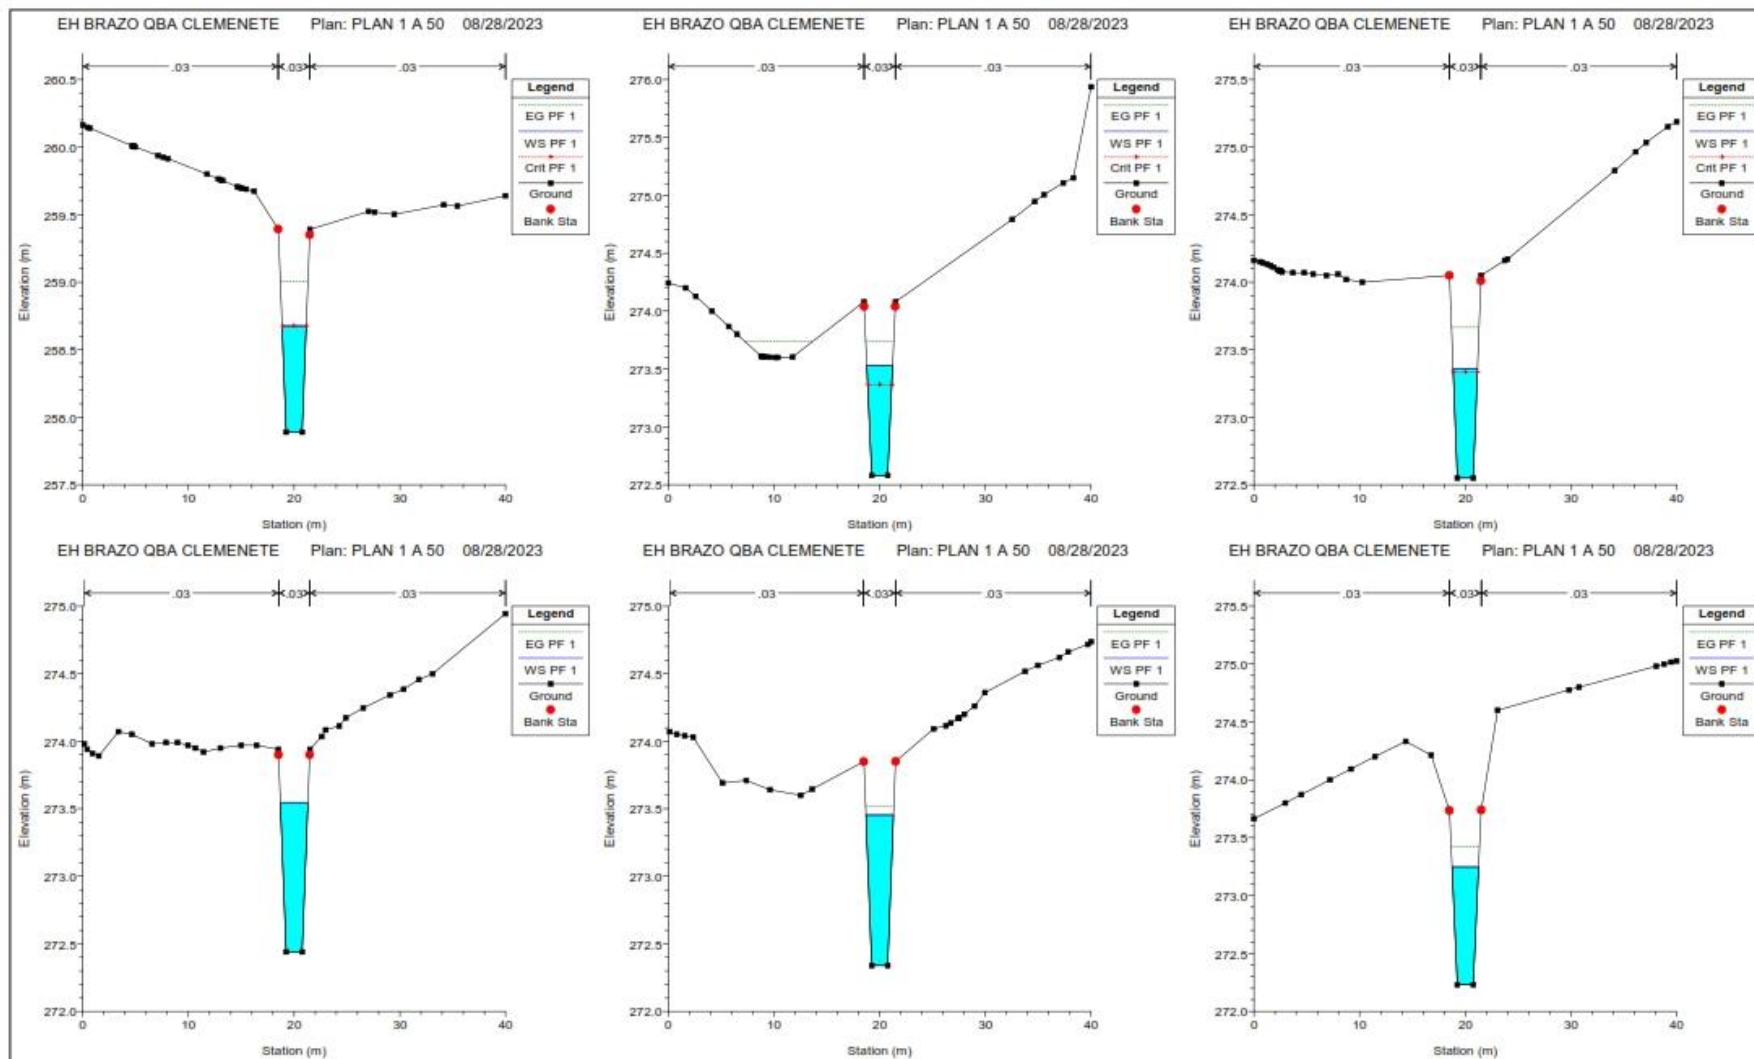 EH BRAZO QBA CLEMENETE Plan: PLAN 1 A 50 08/28/2023
.03 .03 .03
260.5
260.0
259.5
259.0
258.5
258.0
257.5
Elevation (m)
0 10 20 30 40
Station (m)
Legend
EG PF 1
WS PF 1
Crit PF 1
Ground
Bank Sta
EH BRAZO QBA CLEMENETE Plan: PLAN 1 A 50 08/28/2023
.03 .03 .03
276.0
275.5
275.0
274.5
274.0
273.5
273.0
272.5
Elevation (m)
0 10 20 30 40
Station (m)
Legend
EG PF 1
WS PF 1
Crit PF 1
Ground
Bank Sta
EH BRAZO QBA CLEMENETE Plan: PLAN 1 A 50 08/28/2023
.03 .03 .03
275.5
275.0
274.5
274.0
273.5
273.0
272.5
Elevation (m)
0 10 20 30 40
Station (m)
Legend
EG PF 1
WS PF 1
Crit PF 1
Ground
Bank Sta
EH BRAZO QBA CLEMENETE Plan: PLAN 1 A 50 08/28/2023
.03 .03 .03
275.0
274.5
274.0
273.5
273.0
272.5
272.0
Elevation (m)
0 10 20 30 40
Station (m)
Legend
EG PF 1
WS PF 1
Ground
Bank Sta
EH BRAZO QBA CLEMENETE Plan: PLAN 1 A 50 08/28/2023
.03 .03 .03
275.0
274.5
274.0
273.5
273.0
272.5
272.0
Elevation (m)
0 10 20 30 40
Station (m)
Legend
EG PF 1
WS PF 1
Ground
Bank Sta
EH BRAZO QBA CLEMENETE Plan: PLAN 1 A 50 08/28/2023
.03 .03 .03
275.5
275.0
274.5
274.0
273.5
273.0
272.5
272.0
Elevation (m)
0 10 20 30 40
Station (m)
Legend
EG PF 1
WS PF 1
Ground
Bank Sta